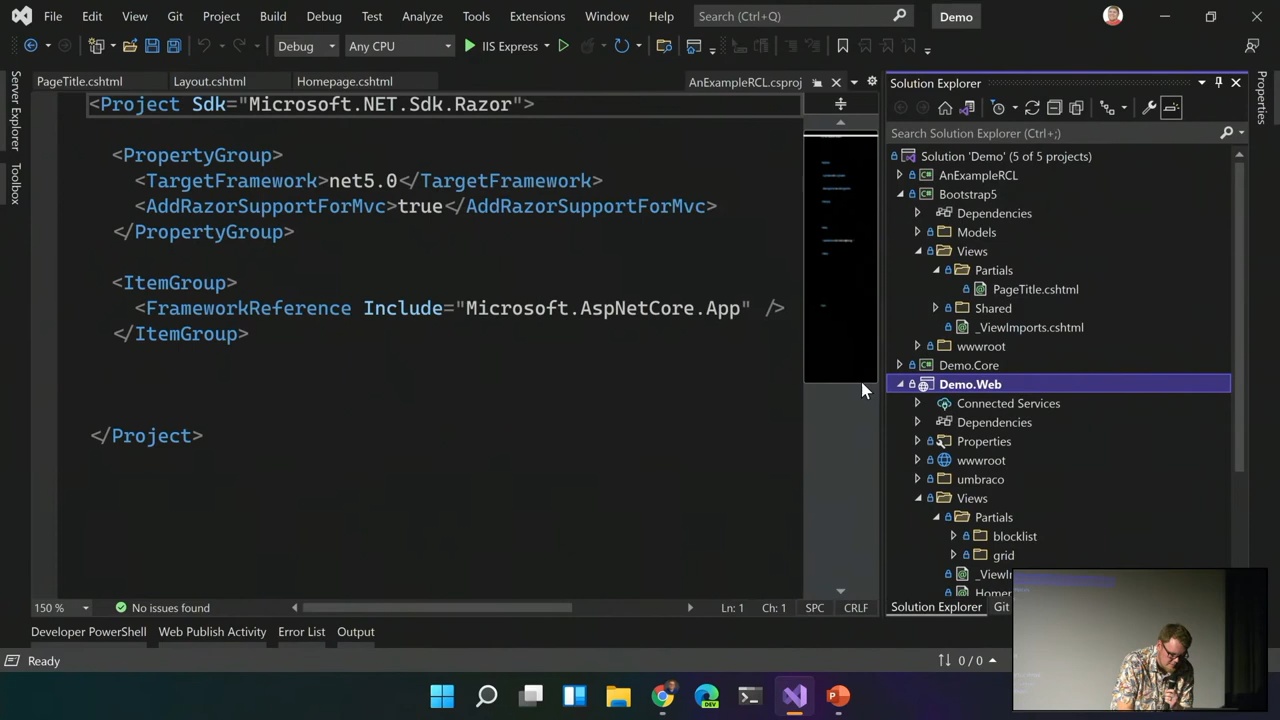 File Edit View Git Project Build Debug Test Analyze Tools Extensions Window Help Search (Ctrl+Q) Demo
Debug Any CPU IIS Express
Server Explorer
Toolbox
PageTitle.cshtml Layout.cshtml Homepage.cshtml AnExampleRCL.csproj
<Project Sdk="Microsoft.NET.Sdk.Razor">
<PropertyGroup>
<TargetFramework>net5.0</TargetFramework>
<AddRazorSupportForMvc>true</AddRazorSupportForMvc>
</PropertyGroup>
<ItemGroup>
<FrameworkReference Include="Microsoft.AspNetCore.App" />
</ItemGroup>
</Project>
150 % No issues found Ln: 1 Ch: 1 SPC CRLF
Solution Explorer
Search Solution Explorer (Ctrl+;)
Solution 'Demo' (5 of 5 projects)
AnExampleRCL
Bootstrap5
Dependencies
Models
Views
Partials
PageTitle.cshtml
Shared
_ViewImports.cshtml
wwwroot
Demo.Core
Demo.Web
Connected Services
Dependencies
Properties
wwwroot
umbraco
Views
Partials
blocklist
grid
Solution Explorer Git
Properties
Developer PowerShell Web Publish Activity Error List Output
Ready 0 / 0
DEV